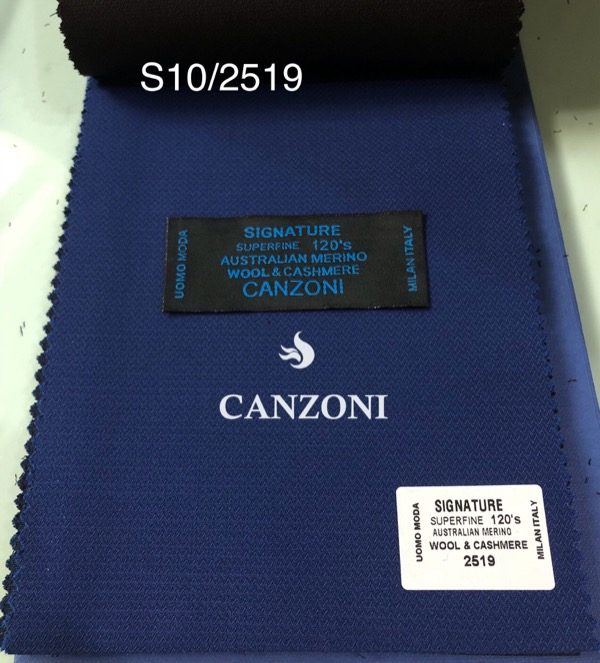 S10/2519
UOMO MODA
SIGNATURE
SUPERFINE 120's
AUSTRALIAN MERINO
WOOL & CASHMERE
CANZONI
MILAN ITALY
CANZONI
UOMO MODA
SIGNATURE
SUPERFINE 120's
AUSTRALIAN MERINO
WOOL & CASHMERE
2519
MILAN ITALY